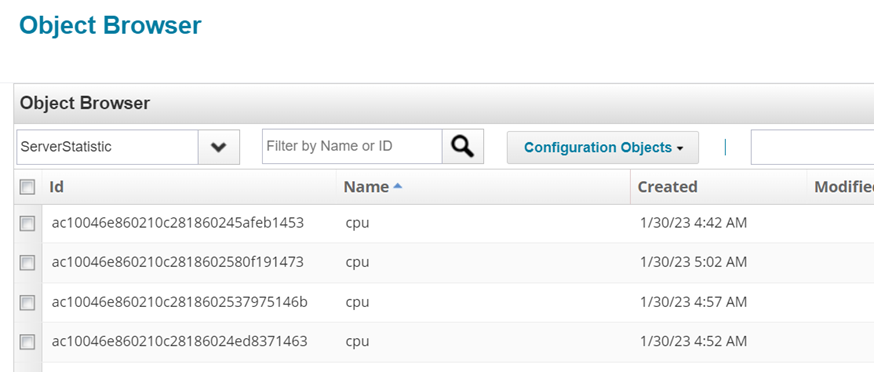 Object Browser
Object Browser
ServerStatistic Filter by Name or ID Configuration Objects
Id Name Created Modifie
ac10046e860210c281860245afeb1453 cpu 1/30/23 4:42 AM
ac10046e860210c2818602580f191473 cpu 1/30/23 5:02 AM
ac10046e860210c2818602537975146b cpu 1/30/23 4:57 AM
ac10046e860210c28186024ed8371463 cpu 1/30/23 4:52 AM